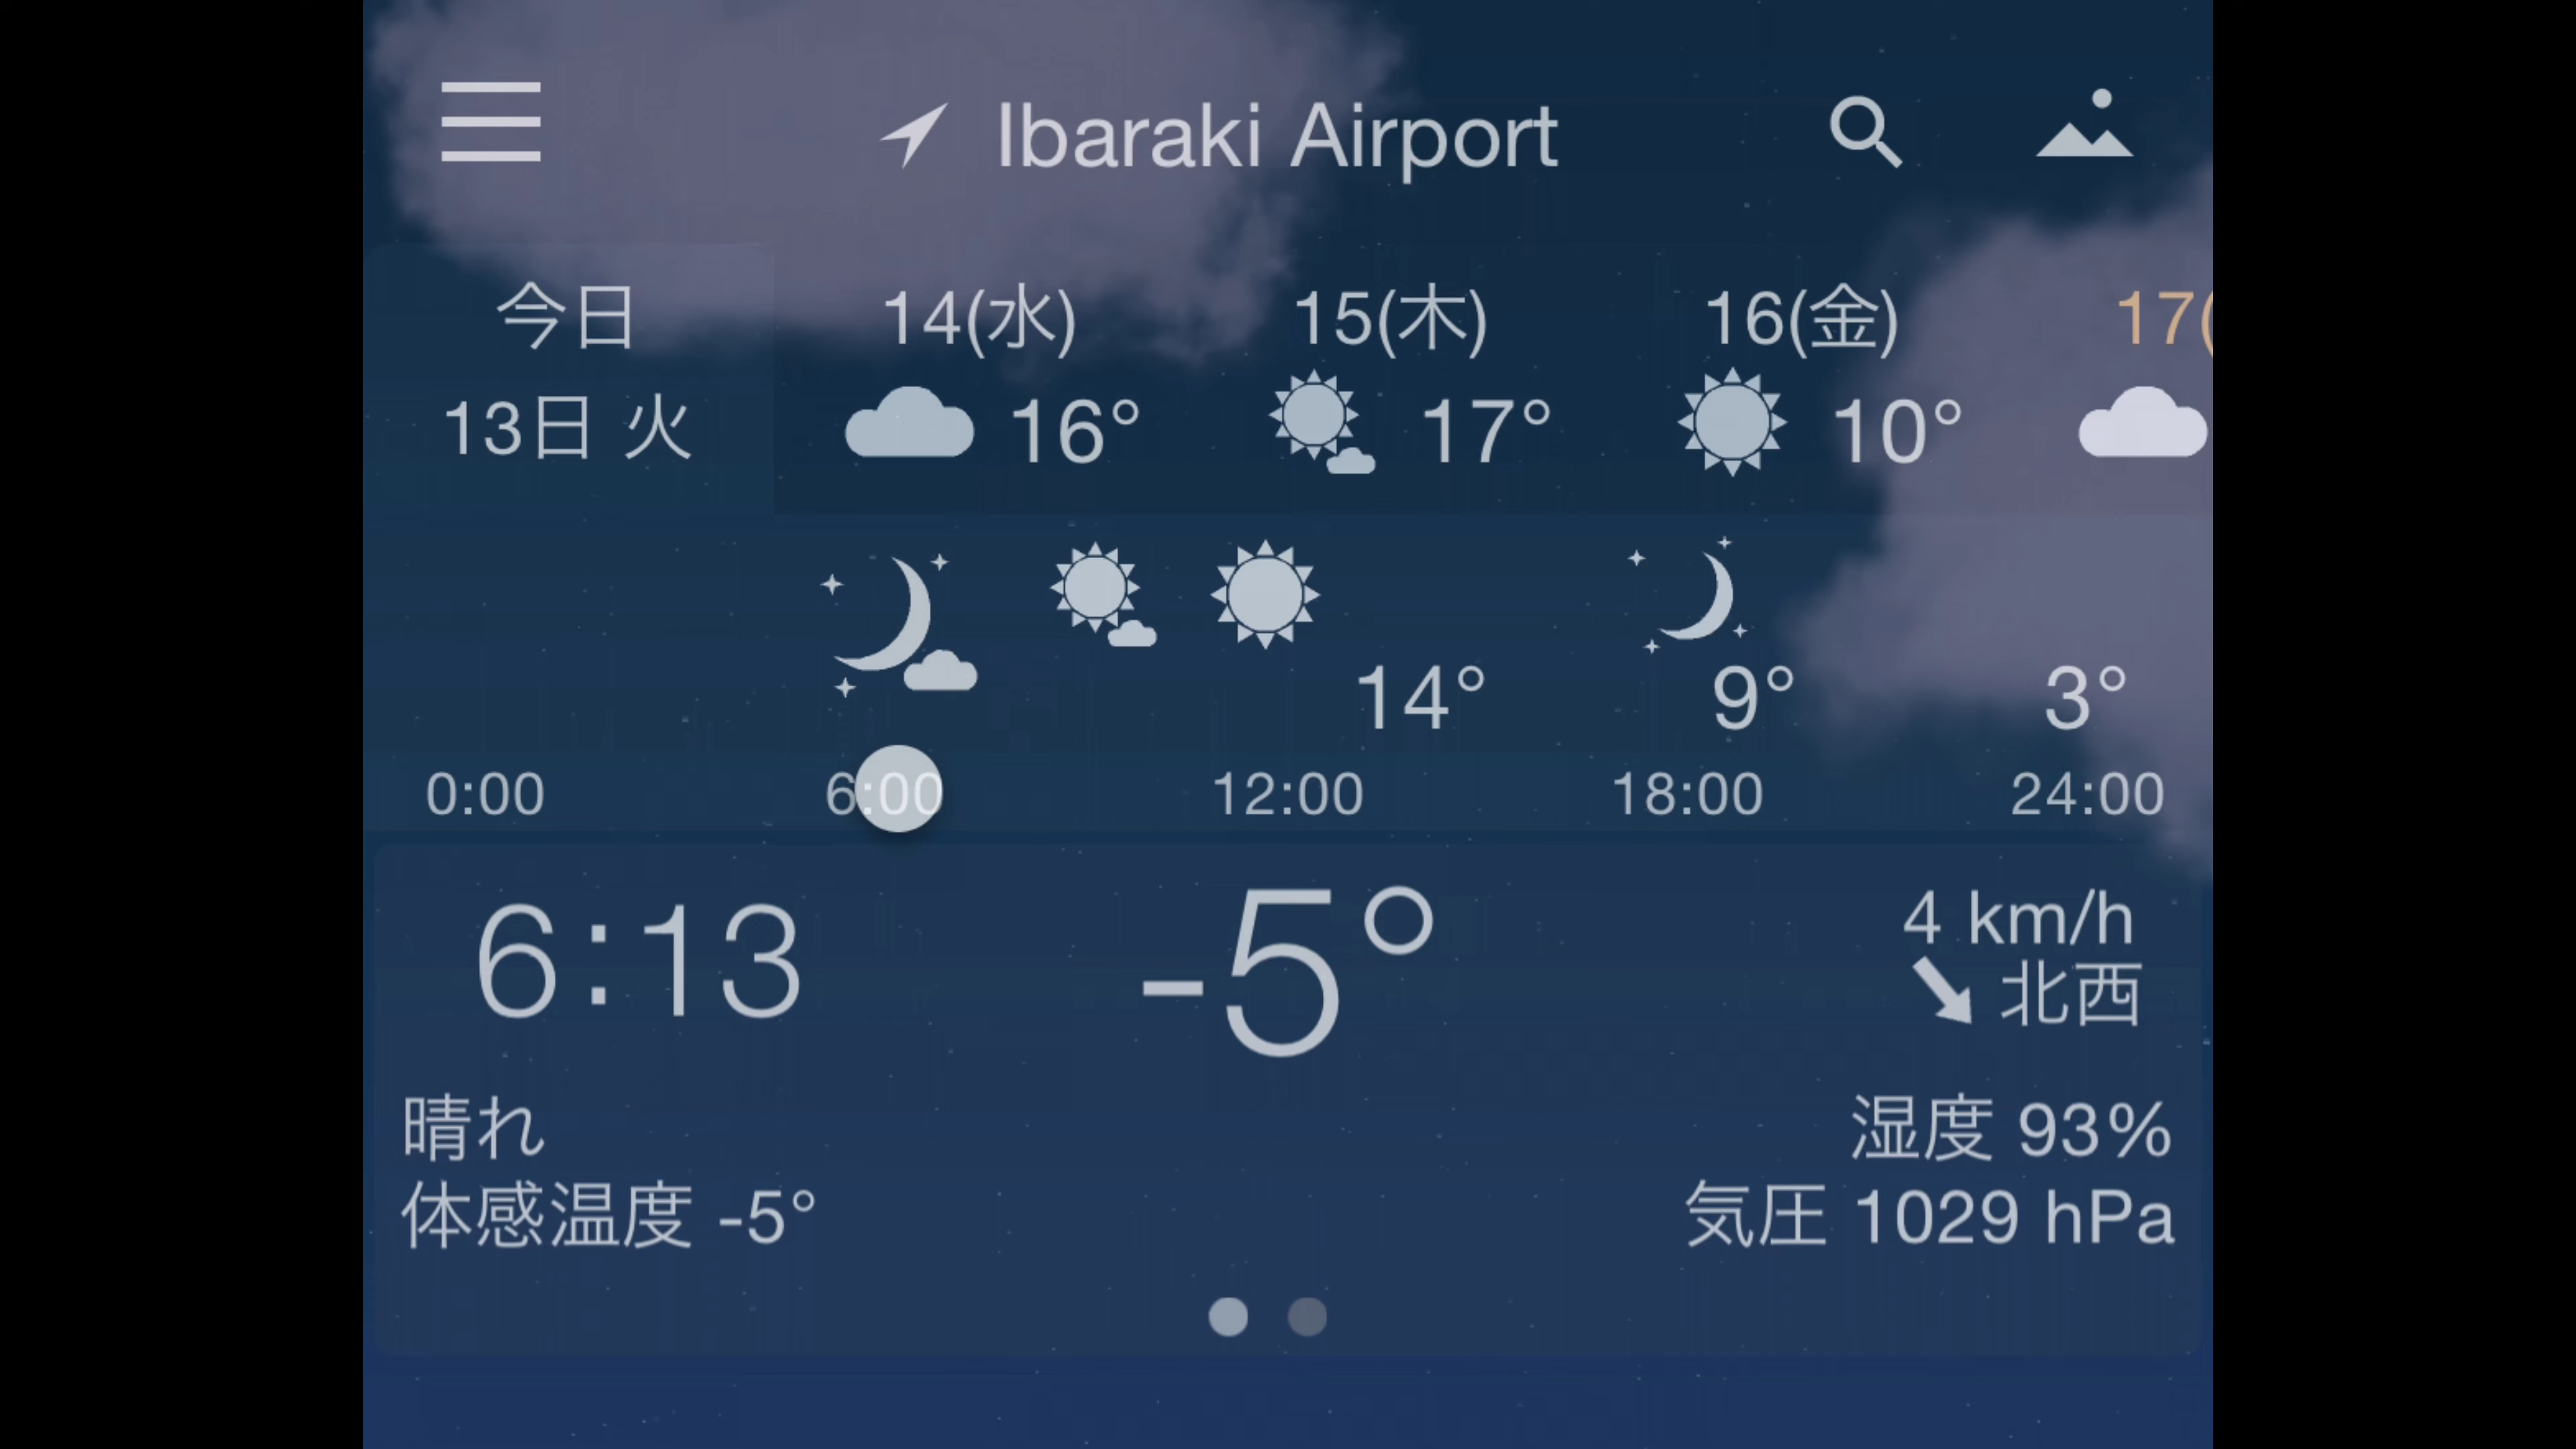 Ibaraki Airport
今日 14(水) 15(木) 16(金) 17(
13日 火 16° 17° 10°
14° 9° 3°
0:00 6:00 12:00 18:00 24:00
6:13 -5° 4 km/h
北西
晴れ 湿度 93%
体感温度 -5° 気圧 1029 hPa